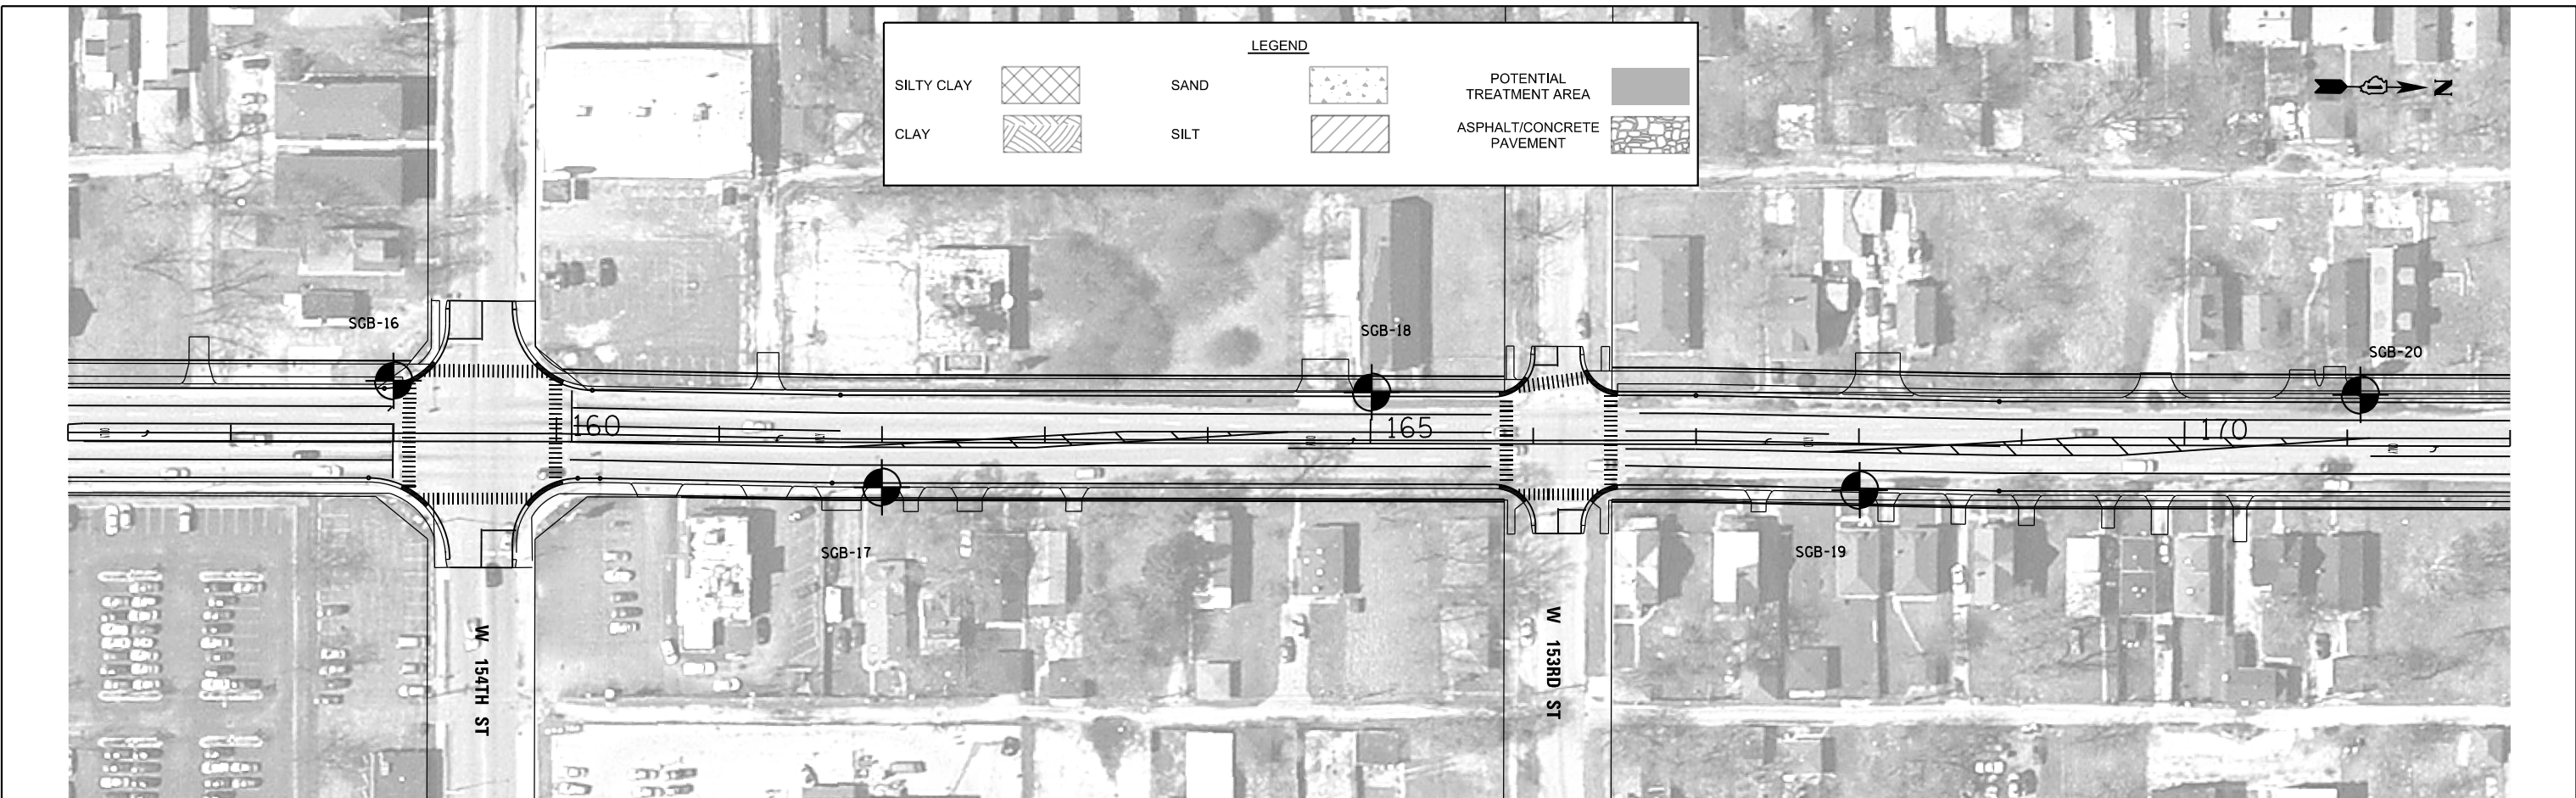 LEGEND
SILTY CLAY
SAND
POTENTIAL
TREATMENT AREA
CLAY
SILT
ASPHALT/CONCRETE
PAVEMENT
N
SGB-16
SGB-18
SGB-20
160
165
170
SGB-17
SGB-19
W 154TH ST
W 153RD ST